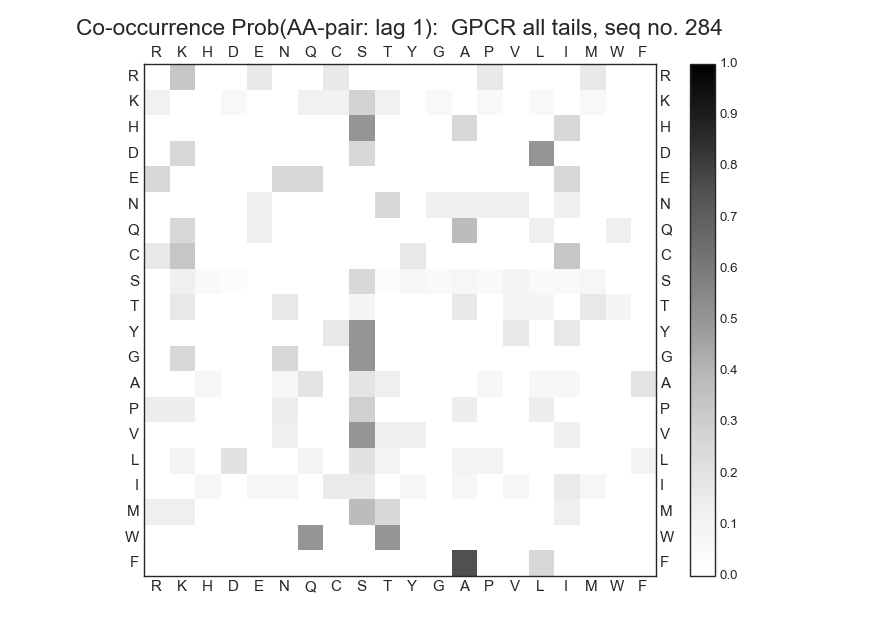 Co-occurrence Prob(AA-pair: lag 1):  GPCR all tails, seq no. 284
R K H D E N Q C S T Y G A P V L I M W F
1.0
R R
0.9
K K
H H
0.8
D D
0.7
E E
N N
0.6
Q Q
C C
0.5
S S
T T
0.4
Y Y
G G
0.3
A A
P P
0.2
V V
L L
0.1
I I
M M
W W
F F
0.0
R K H D E N Q C S T Y G A P V L I M W F